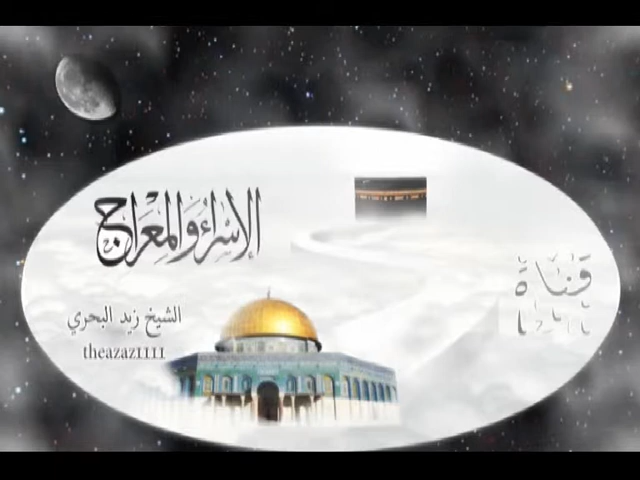 الإسراء والمعراج
الشيخ زيد البحري
theazaz1111
قناة